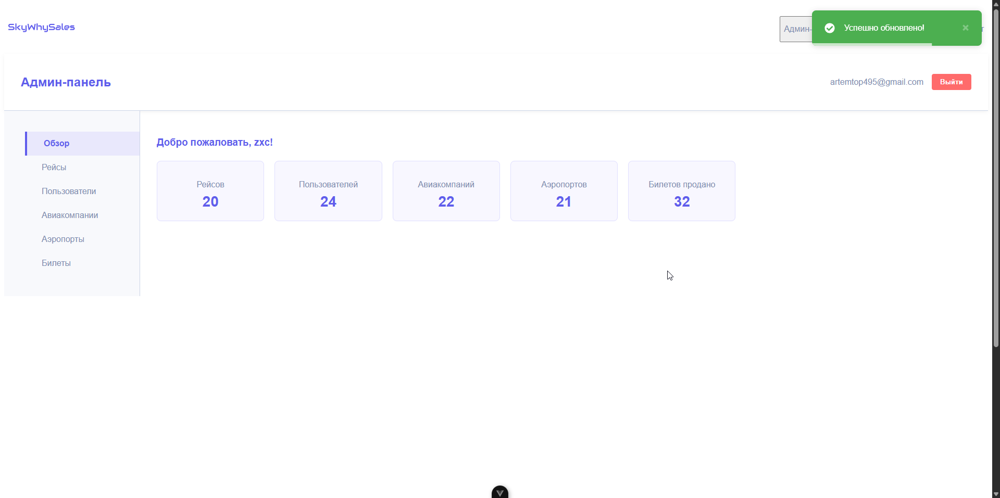 SkyWhySales
Админ-
Успешно обновлено!
Админ-панель
artemtop495@gmail.com
Выйти
Обзор
Рейсы
Пользователи
Авиакомпании
Аэропорты
Билеты
Добро пожаловать, zxc!
Рейсов
20
Пользователей
24
Авиакомпаний
22
Аэропортов
21
Билетов продано
32